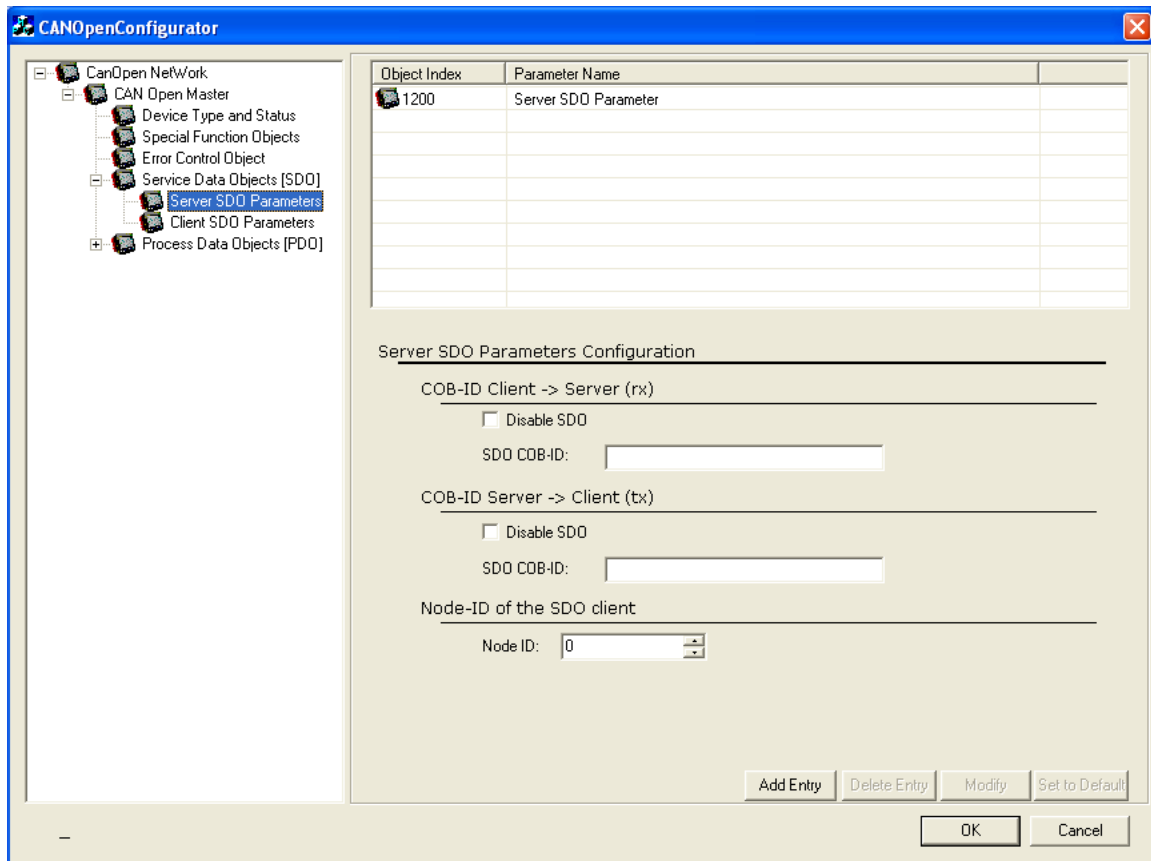 CANOpenConfigurator
CanOpen NetWork
CAN Open Master
Device Type and Status
Special Function Objects
Error Control Object
Service Data Objects [SDO]
Server SDO Parameters
Client SDO Parameters
Process Data Objects [PDO]
Object Index Parameter Name
1200 Server SDO Parameter
Server SDO Parameters Configuration
COB-ID Client -> Server (rx)
Disable SDO
SDO COB-ID:
COB-ID Server -> Client (tx)
Disable SDO
SDO COB-ID:
Node-ID of the SDO client
Node ID: 0
Add Entry Delete Entry Modify Set to Default
OK Cancel